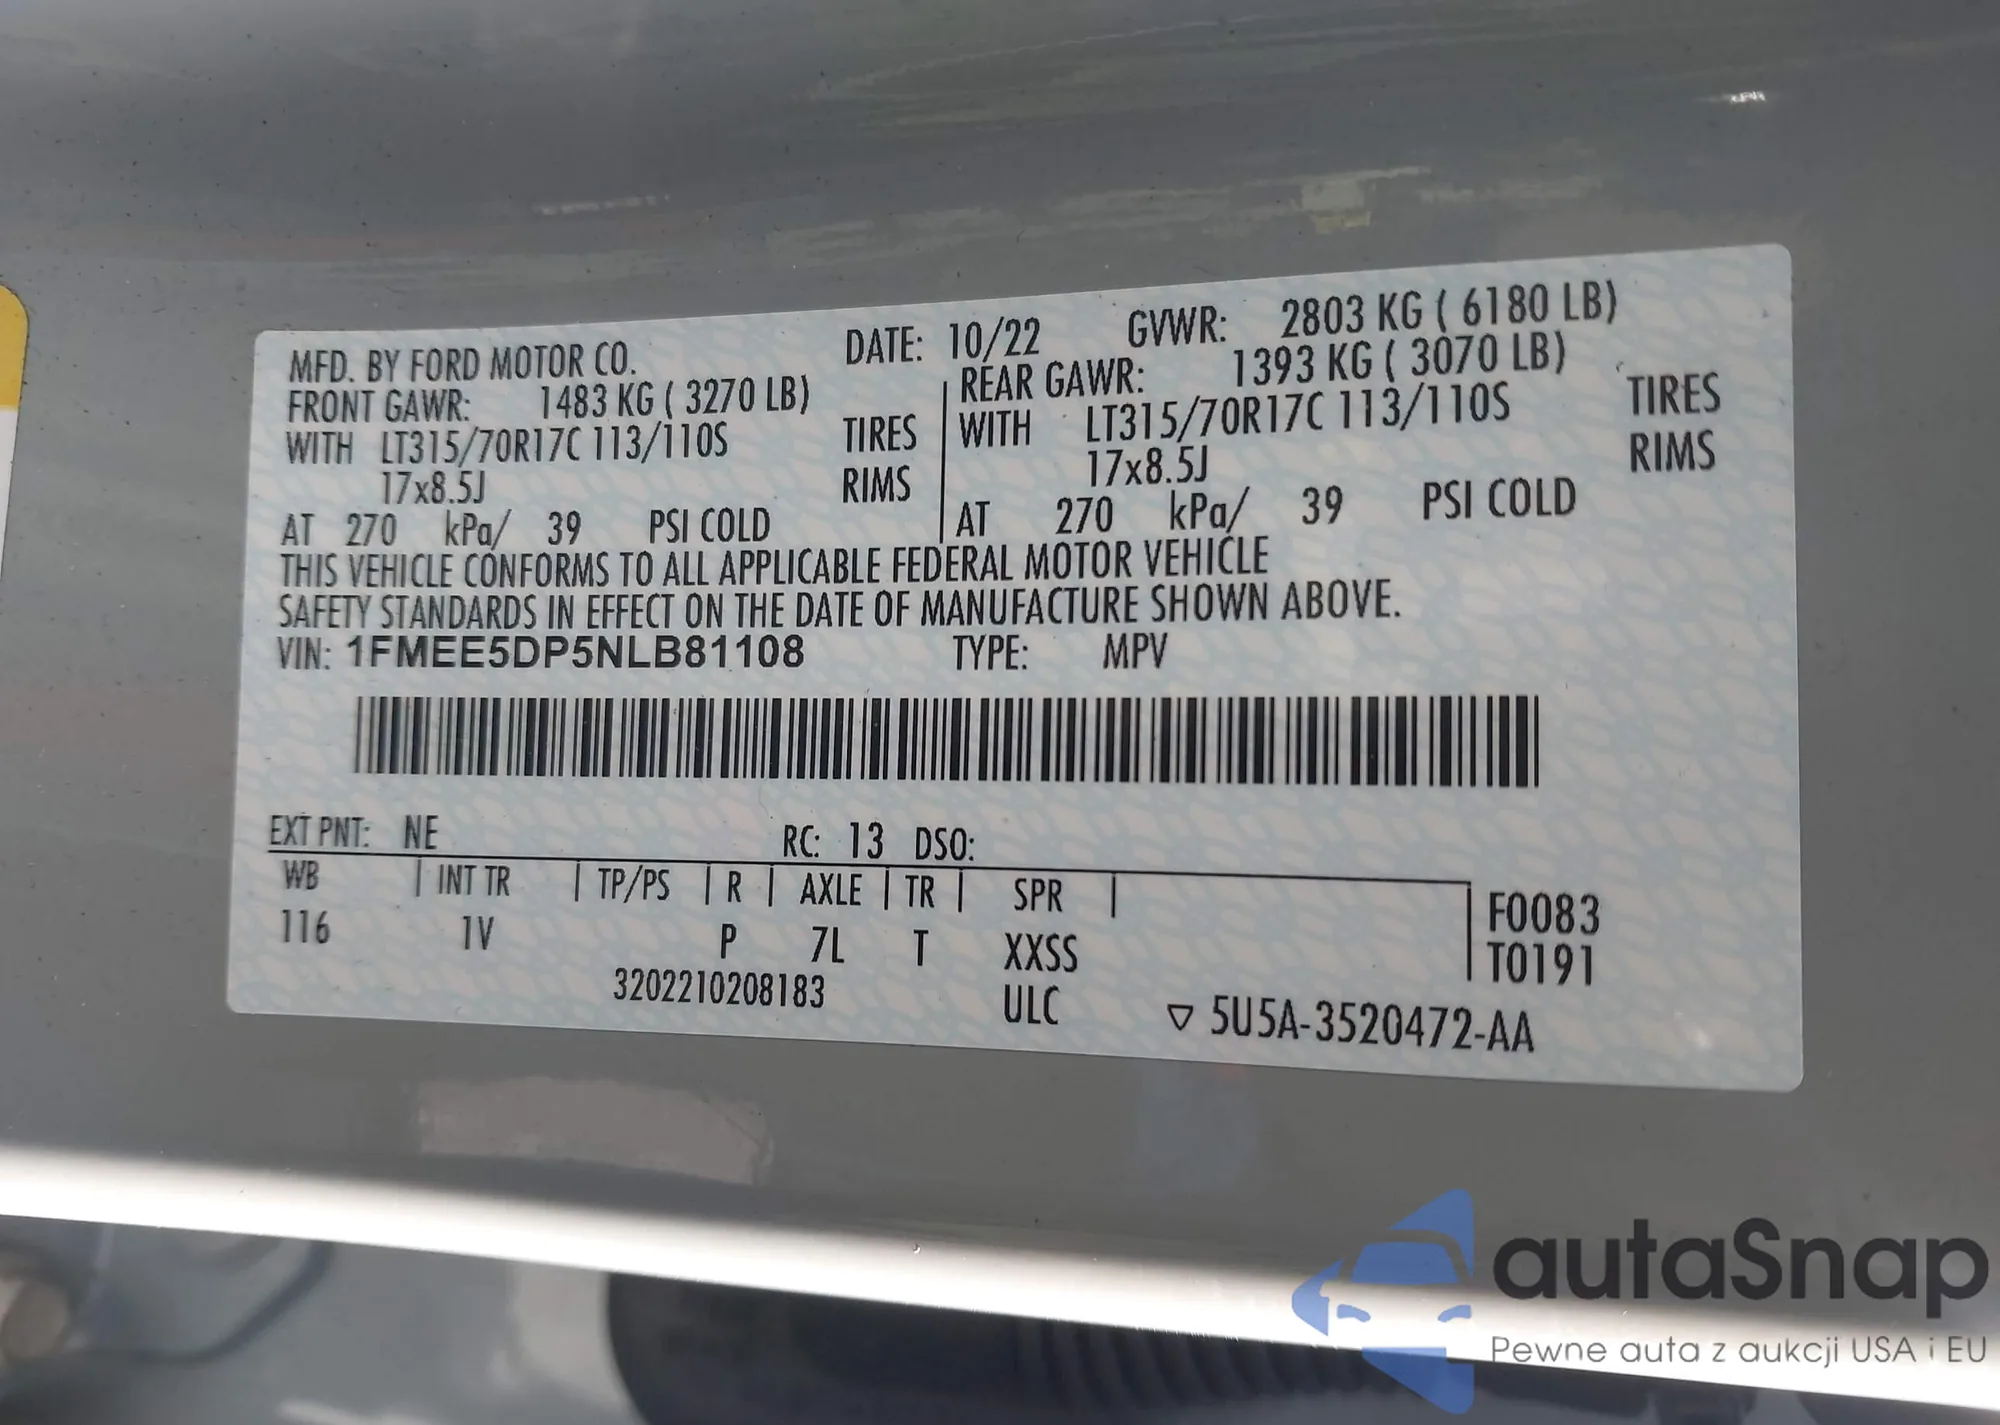 MFD. BY FORD MOTOR CO. DATE: 10/22 GVWR: 2803 KG ( 6180 LB)
FRONT GAWR: 1483 KG ( 3270 LB) REAR GAWR: 1393 KG ( 3070 LB)
WITH LT315/70R17C 113/110S TIRES WITH LT315/70R17C 113/110S TIRES
17x8.5J RIMS 17x8.5J RIMS
AT 270 kPa/ 39 PSI COLD AT 270 kPa/ 39 PSI COLD
THIS VEHICLE CONFORMS TO ALL APPLICABLE FEDERAL MOTOR VEHICLE
SAFETY STANDARDS IN EFFECT ON THE DATE OF MANUFACTURE SHOWN ABOVE.
VIN: 1FMEE5DP5NLB81108 TYPE: MPV
EXT PNT: NE RC: 13 DSO:
WB INT TR TP/PS R AXLE TR SPR F0083
116 1V P 7L T XXSS T0191
3202210208183 ULC ▽ 5U5A-3520472-AA
autaSnap
Pewne auta z aukcji USA i EU